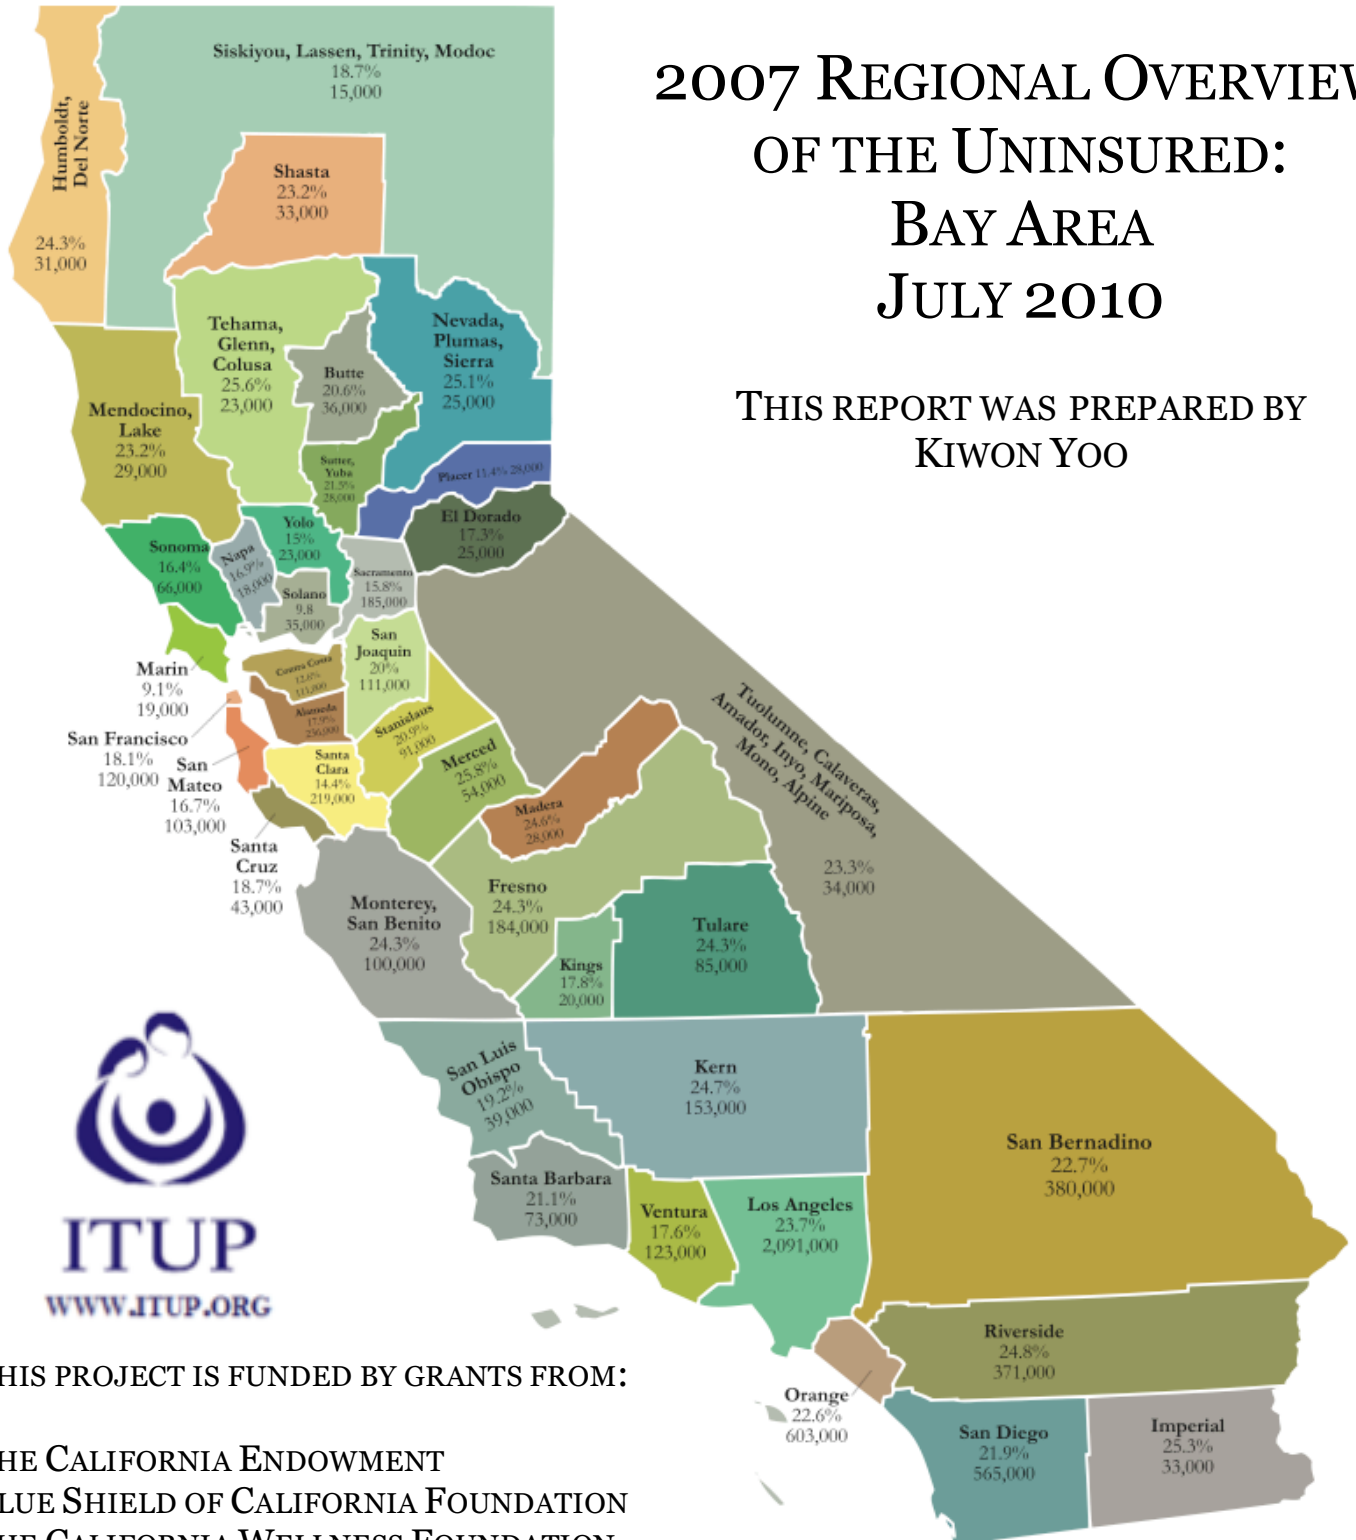 2007 REGIONAL OVERVIEW
OF THE UNINSURED:
BAY AREA
JULY 2010
THIS REPORT WAS PREPARED BY
KIWON YOO
Siskiyou, Lassen, Trinity, Modoc
18.7%
15,000
Humboldt,
Del Norte
24.3%
31,000
Shasta
23.2%
33,000
Tehama,
Glenn,
Colusa
25.6%
23,000
Butte
20.6%
36,000
Nevada,
Plumas,
Sierra
25.1%
25,000
Mendocino,
Lake
23.2%
29,000
Sutter,
Yuba
21.5%
28,000
Placer 11.4% 28,000
El Dorado
17.3%
25,000
Sonoma
16.4%
66,000
Napa
16.9%
18,000
Yolo
15%
23,000
Solano
9.8
35,000
Sacramento
15.8%
185,000
San
Joaquin
20%
111,000
Marin
9.1%
19,000
Contra Costa
12.6%
111,000
Alameda
17.9%
230,000
San Francisco
18.1%
120,000
San
Mateo
16.7%
103,000
Santa
Clara
14.4%
219,000
Stanislaus
20.9%
91,000
Merced
25.8%
54,000
Madera
24.6%
28,000
Tuolumne, Calaveras,
Amador, Inyo, Mariposa,
Mono, Alpine
23.3%
34,000
Santa
Cruz
18.7%
43,000
Monterey,
San Benito
24.3%
100,000
Fresno
24.3%
184,000
Kings
17.8%
20,000
Tulare
24.3%
85,000
San Luis
Obispo
19.2%
39,000
Kern
24.7%
153,000
San Bernadino
22.7%
380,000
Santa Barbara
21.1%
73,000
Ventura
17.6%
123,000
Los Angeles
23.7%
2,091,000
Riverside
24.8%
371,000
Orange
22.6%
603,000
San Diego
21.9%
565,000
Imperial
25.3%
33,000
ITUP
WWW.ITUP.ORG
HIS PROJECT IS FUNDED BY GRANTS FROM:
HE CALIFORNIA ENDOWMENT
LUE SHIELD OF CALIFORNIA FOUNDATION
HE CALIFORNIA WELLNESS FOUNDATION